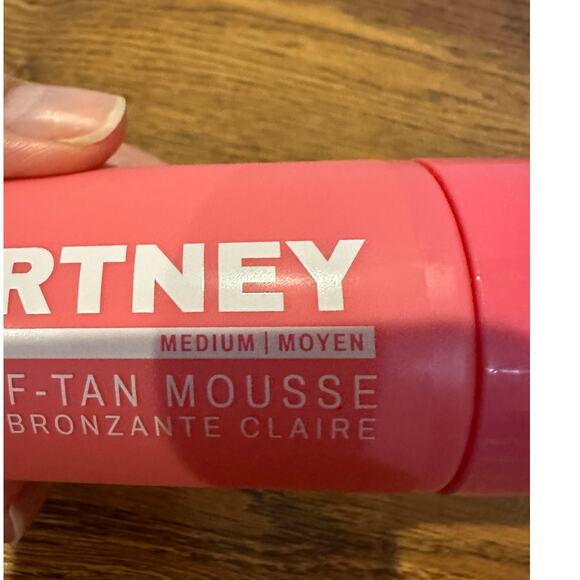 RTNEY
MEDIUM | MOYEN
F-TAN MOUSSE
BRONZANTE CLAIRE